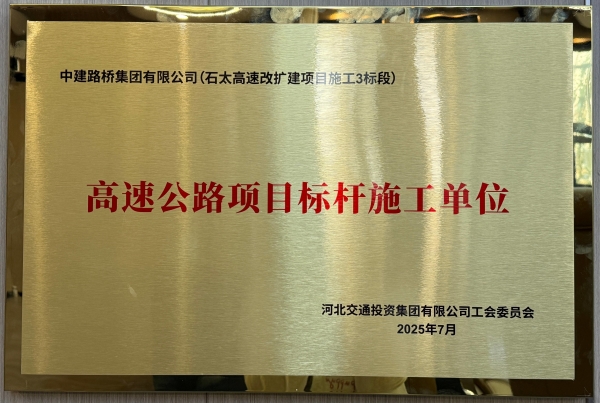 中建路桥集团有限公司(石太高速改扩建项目施工3标段)
高速公路项目标杆施工单位
河北交通投资集团有限公司工会委员会
2025年7月